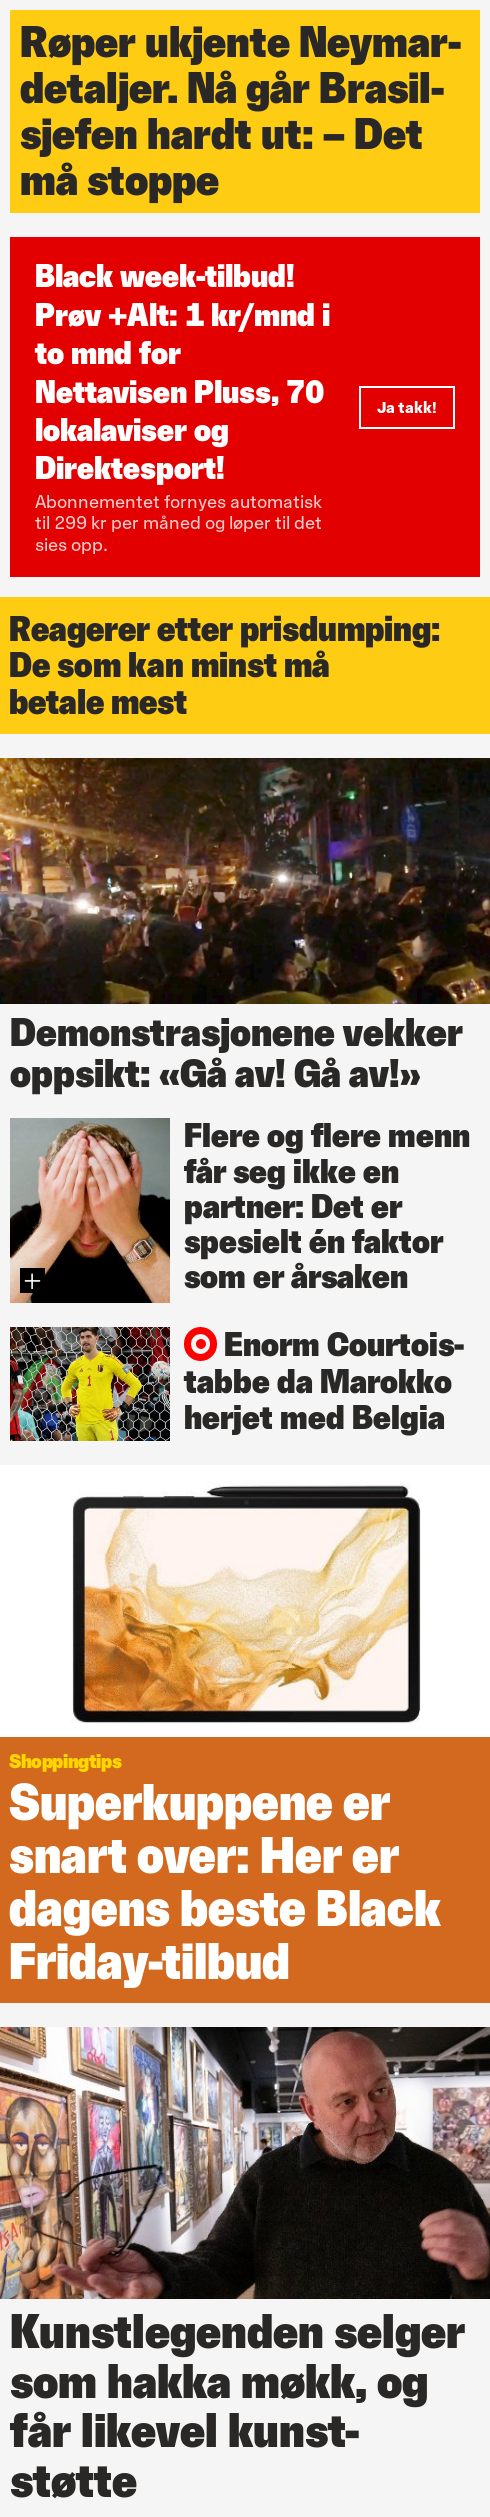 Røper ukjente Neymar-
detaljer. Nå går Brasil-
sjefen hardt ut: – Det
må stoppe
Black week-tilbud!
Prøv +Alt: 1 kr/mnd i
to mnd for
Nettavisen Pluss, 70
lokalaviser og
Direktesport!
Abonnementet fornyes automatisk
til 299 kr per måned og løper til det
sies opp.
Ja takk!
Reagerer etter prisdumping:
De som kan minst må
betale mest
Demonstrasjonene vekker
oppsikt: «Gå av! Gå av!»
Flere og flere menn
får seg ikke en
partner: Det er
spesielt én faktor
som er årsaken
Enorm Courtois-
tabbe da Marokko
herjet med Belgia
Shoppingtips
Superkuppene er
snart over: Her er
dagens beste Black
Friday-tilbud
Kunstlegenden selger
som hakka møkk, og
får likevel kunst-
støtte